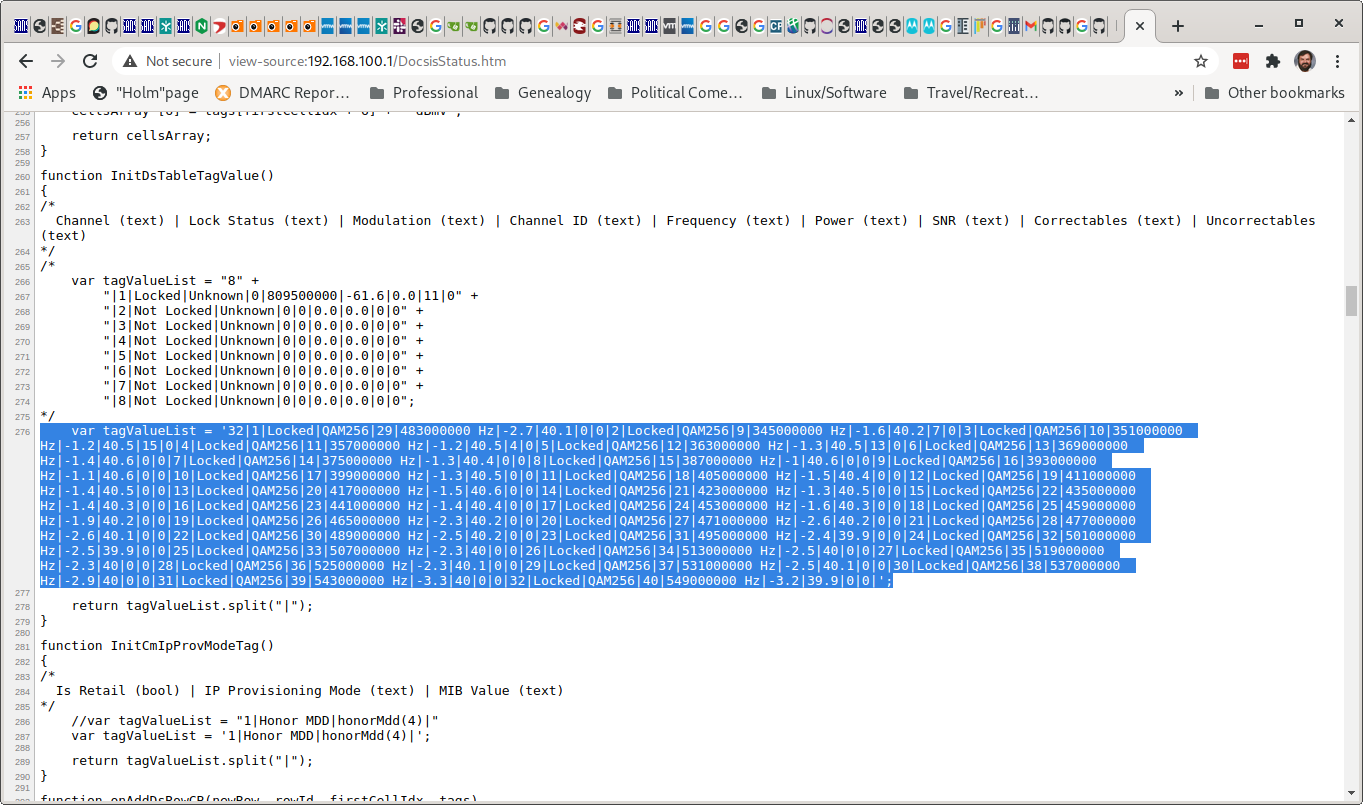 Not secure | view-source:192.168.100.1/DocsisStatus.htm
Apps "Holm"page DMARC Repor… Professional Genealogy Political Come… Linux/Software Travel/Recreat… » Other bookmarks
256
257 return cellsArray;
258 }
259
260 function InitDsTableTagValue()
261 {
262 /*
263 Channel (text) | Lock Status (text) | Modulation (text) | Channel ID (text) | Frequency (text) | Power (text) | SNR (text) | Correctables (text) | Uncorrectables
(text)
264 */
265 /*
266 var tagValueList = "8" +
267 "|1|Locked|Unknown|0|809500000|-61.6|0.0|11|0" +
268 "|2|Not Locked|Unknown|0|0|0.0|0.0|0|0" +
269 "|3|Not Locked|Unknown|0|0|0.0|0.0|0|0" +
270 "|4|Not Locked|Unknown|0|0|0.0|0.0|0|0" +
271 "|5|Not Locked|Unknown|0|0|0.0|0.0|0|0" +
272 "|6|Not Locked|Unknown|0|0|0.0|0.0|0|0" +
273 "|7|Not Locked|Unknown|0|0|0.0|0.0|0|0" +
274 "|8|Not Locked|Unknown|0|0|0.0|0.0|0|0";
275 */
276 var tagValueList = '32|1|Locked|QAM256|29|483000000 Hz|-2.7|40.1|0|0|2|Locked|QAM256|9|345000000 Hz|-1.6|40.2|7|0|3|Locked|QAM256|10|351000000
Hz|-1.2|40.5|15|0|4|Locked|QAM256|11|357000000 Hz|-1.2|40.5|4|0|5|Locked|QAM256|12|363000000 Hz|-1.3|40.5|13|0|6|Locked|QAM256|13|369000000
Hz|-1.4|40.6|0|0|7|Locked|QAM256|14|375000000 Hz|-1.3|40.4|0|0|8|Locked|QAM256|15|387000000 Hz|-1|40.6|0|0|9|Locked|QAM256|16|393000000
Hz|-1.1|40.6|0|0|10|Locked|QAM256|17|399000000 Hz|-1.3|40.5|0|0|11|Locked|QAM256|18|405000000 Hz|-1.5|40.4|0|0|12|Locked|QAM256|19|411000000
Hz|-1.4|40.5|0|0|13|Locked|QAM256|20|417000000 Hz|-1.5|40.6|0|0|14|Locked|QAM256|21|423000000 Hz|-1.3|40.5|0|0|15|Locked|QAM256|22|435000000
Hz|-1.4|40.3|0|0|16|Locked|QAM256|23|441000000 Hz|-1.4|40.4|0|0|17|Locked|QAM256|24|453000000 Hz|-1.6|40.3|0|0|18|Locked|QAM256|25|459000000
Hz|-1.9|40.2|0|0|19|Locked|QAM256|26|465000000 Hz|-2.3|40.2|0|0|20|Locked|QAM256|27|471000000 Hz|-2.6|40.2|0|0|21|Locked|QAM256|28|477000000
Hz|-2.6|40.1|0|0|22|Locked|QAM256|30|489000000 Hz|-2.5|40.2|0|0|23|Locked|QAM256|31|495000000 Hz|-2.4|39.9|0|0|24|Locked|QAM256|32|501000000
Hz|-2.5|39.9|0|0|25|Locked|QAM256|33|507000000 Hz|-2.3|40|0|0|26|Locked|QAM256|34|513000000 Hz|-2.5|40|0|0|27|Locked|QAM256|35|519000000
Hz|-2.3|40|0|0|28|Locked|QAM256|36|525000000 Hz|-2.3|40.1|0|0|29|Locked|QAM256|37|531000000 Hz|-2.5|40.1|0|0|30|Locked|QAM256|38|537000000
Hz|-2.9|40|0|0|31|Locked|QAM256|39|543000000 Hz|-3.3|40|0|0|32|Locked|QAM256|40|549000000 Hz|-3.2|39.9|0|0|';
277
278 return tagValueList.split("|");
279 }
280
281 function InitCmIpProvModeTag()
282 {
283 /*
284 Is Retail (bool) | IP Provisioning Mode (text) | MIB Value (text)
285 */
286 //var tagValueList = "1|Honor MDD|honorMdd(4)|"
287 var tagValueList = '1|Honor MDD|honorMdd(4)|';
288
289 return tagValueList.split("|");
290 }
291